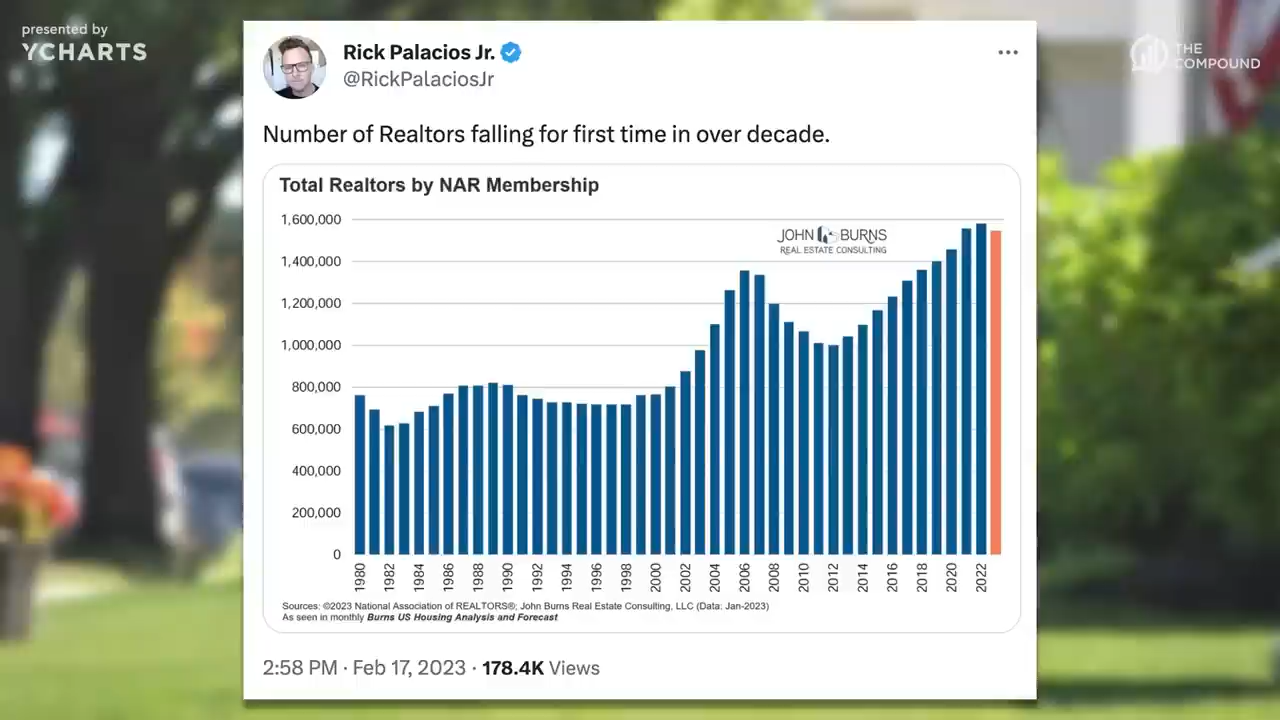 presented by
YCHARTS
THE
COMPOUND
Rick Palacios Jr.
@RickPalaciosJr
Number of Realtors falling for first time in over decade.
Total Realtors by NAR Membership
JOHN BURNS
REAL ESTATE CONSULTING
1,600,000
1,400,000
1,200,000
1,000,000
800,000
600,000
400,000
200,000
0
1980 1982 1984 1986 1988 1990 1992 1994 1996 1998 2000 2002 2004 2006 2008 2010 2012 2014 2016 2018 2020 2022
Sources: ©2023 National Association of REALTORS®; John Burns Real Estate Consulting, LLC (Data: Jan-2023)
As seen in monthly Burns US Housing Analysis and Forecast
2:58 PM · Feb 17, 2023 · 178.4K Views